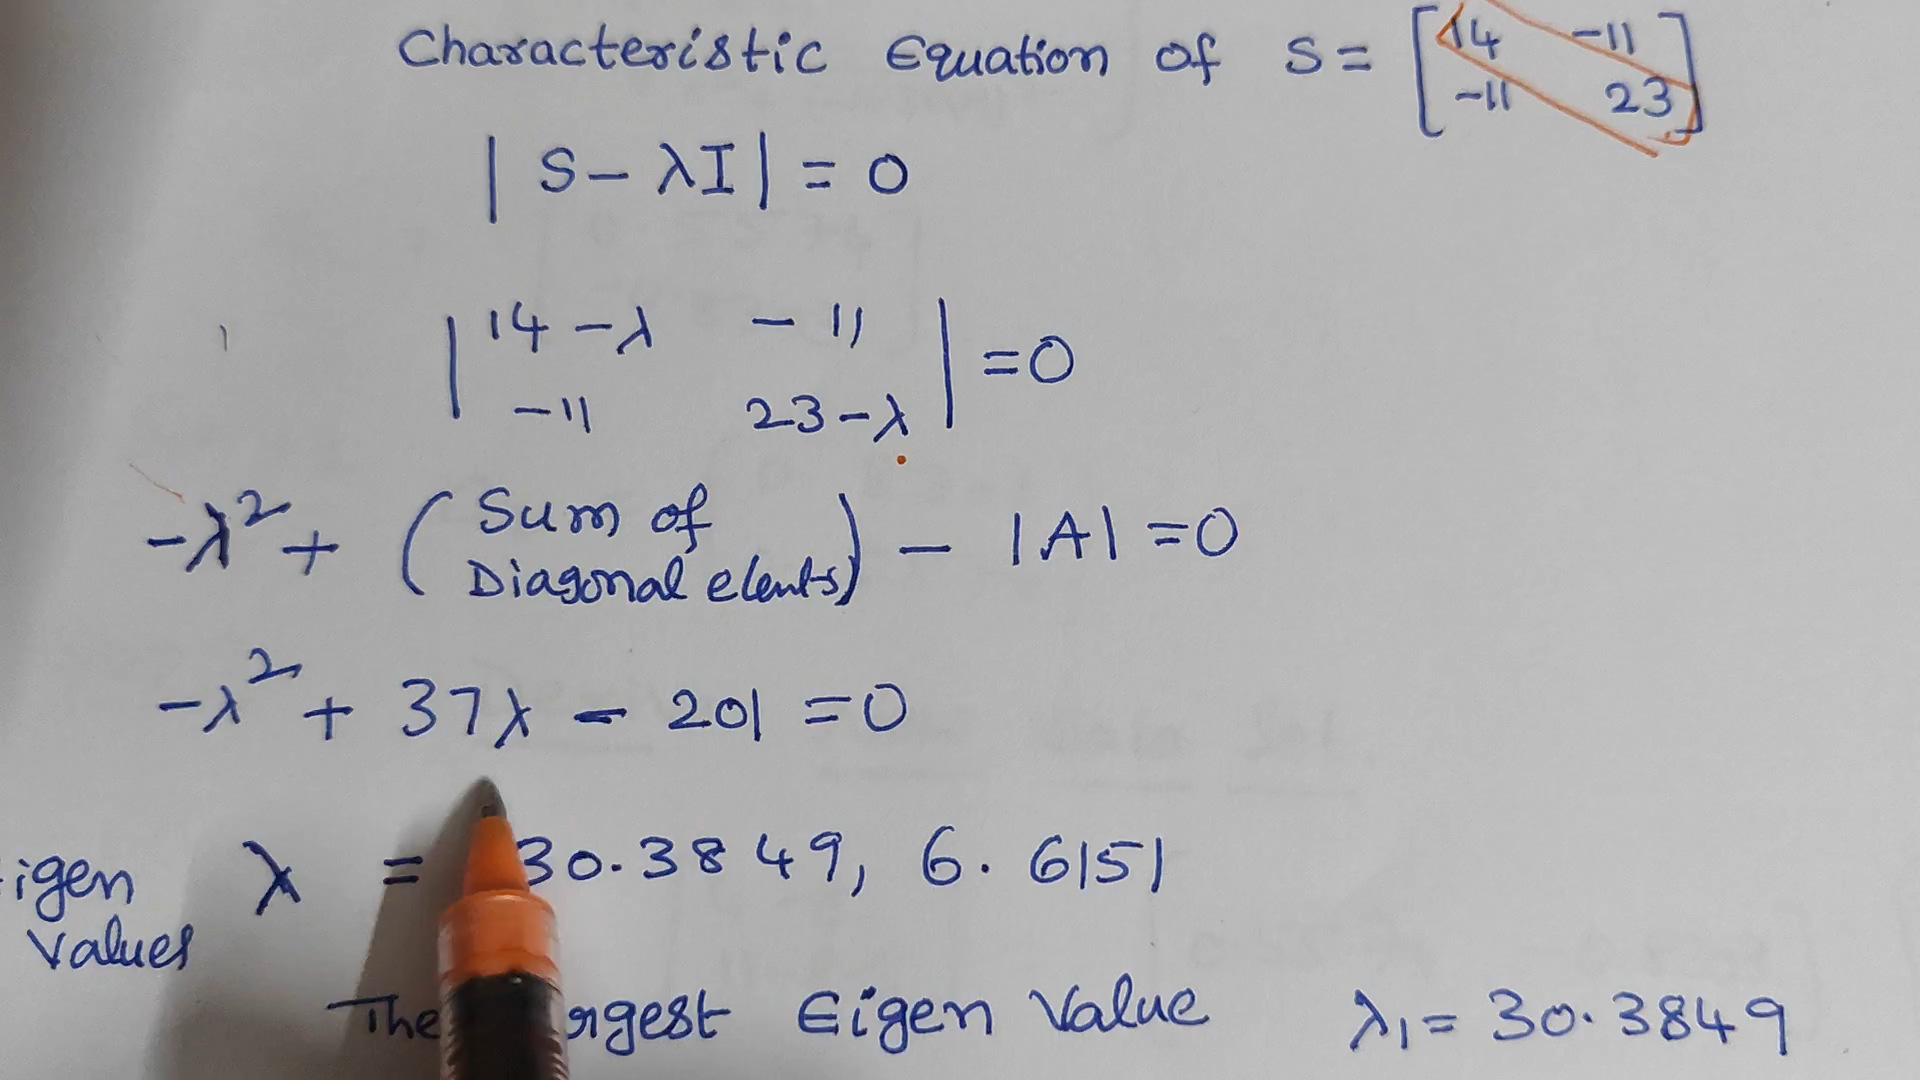 Characteristic Equation of S = [14 -11
-11 23]
| S - λI | = 0
| 14 - λ -11
-11 23 - λ | = 0
-λ² + (Sum of
Diagonal elents) - |A| = 0
-λ² + 37λ - 201 = 0
λ = 30.3849, 6.6151
igen
Values
The rgest Eigen Value λ₁ = 30.3849